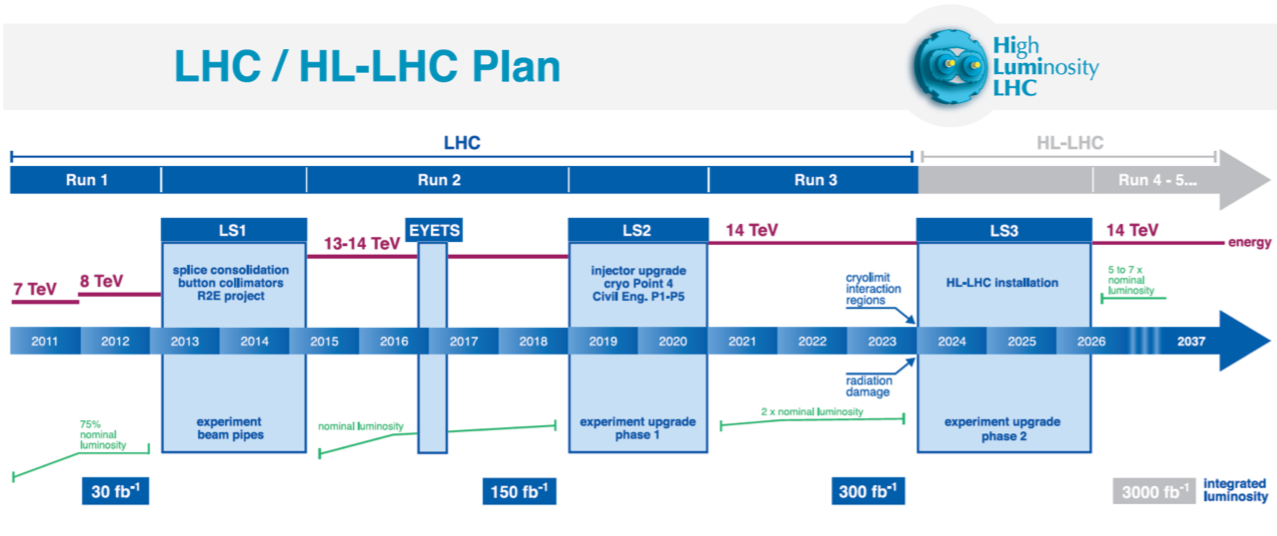 LHC / HL-LHC Plan
High
Luminosity
LHC
LHC
HL-LHC
Run 1
Run 2
Run 3
Run 4 - 5...
LS1
EYETS
LS2
LS3
7 TeV
8 TeV
13-14 TeV
14 TeV
14 TeV
energy
splice consolidation
button collimators
R2E project
injector upgrade
cryo Point 4
Civil Eng. P1-P5
cryolimit
interaction
regions
HL-LHC installation
5 to 7 x
nominal
luminosity
2011
2012
2013
2014
2015
2016
2017
2018
2019
2020
2021
2022
2023
2024
2025
2026
2037
radiation
damage
75%
nominal
luminosity
experiment
beam pipes
nominal luminosity
experiment upgrade
phase 1
2 x nominal luminosity
experiment upgrade
phase 2
30 fb⁻¹
150 fb⁻¹
300 fb⁻¹
3000 fb⁻¹
integrated
luminosity